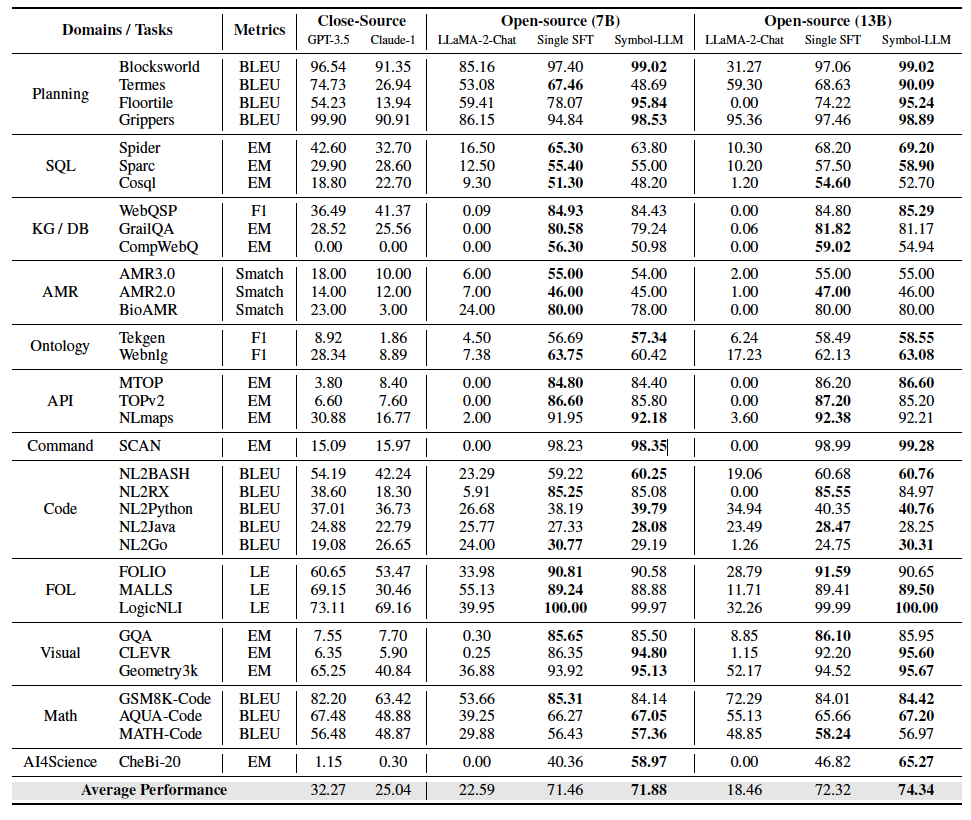 Domains / Tasks Metrics Close-Source Open-source (7B) Open-source (13B)
GPT-3.5 Claude-1 LLaMA-2-Chat Single SFT Symbol-LLM LLaMA-2-Chat Single SFT Symbol-LLM
Planning
Blocksworld BLEU 96.54 91.35 85.16 97.40 99.02 31.27 97.06 99.02
Termes BLEU 74.73 26.94 53.08 67.46 48.69 59.30 68.63 90.09
Floortile BLEU 54.23 13.94 59.41 78.07 95.84 0.00 74.22 95.24
Grippers BLEU 99.90 90.91 86.15 94.84 98.53 95.36 97.46 98.89
SQL
Spider EM 42.60 32.70 16.50 65.30 63.80 10.30 68.20 69.20
Sparc EM 29.90 28.60 12.50 55.40 55.00 10.20 57.50 58.90
Cosql EM 18.80 22.70 9.30 51.30 48.20 1.20 54.60 52.70
KG / DB
WebQSP F1 36.49 41.37 0.09 84.93 84.43 0.00 84.80 85.29
GrailQA EM 28.52 25.56 0.00 80.58 79.24 0.06 81.82 81.17
CompWebQ EM 0.00 0.00 0.00 56.30 50.98 0.00 59.02 54.94
AMR
AMR3.0 Smatch 18.00 10.00 6.00 55.00 54.00 2.00 55.00 55.00
AMR2.0 Smatch 14.00 12.00 7.00 46.00 45.00 1.00 47.00 46.00
BioAMR Smatch 23.00 3.00 24.00 80.00 78.00 0.00 80.00 80.00
Ontology
Tekgen F1 8.92 1.86 4.50 56.69 57.34 6.24 58.49 58.55
Webnlg F1 28.34 8.89 7.38 63.75 60.42 17.23 62.13 63.08
API
MTOP EM 3.80 8.40 0.00 84.80 84.40 0.00 86.20 86.60
TOPv2 EM 6.60 7.60 0.00 86.60 85.80 0.00 87.20 85.20
NLmaps EM 30.88 16.77 2.00 91.95 92.18 3.60 92.38 92.21
Command SCAN EM 15.09 15.97 0.00 98.23 98.35 0.00 98.99 99.28
Code
NL2BASH BLEU 54.19 42.24 23.29 59.22 60.25 19.06 60.68 60.76
NL2RX BLEU 38.60 18.30 5.91 85.25 85.08 0.00 85.55 84.97
NL2Python BLEU 37.01 36.73 26.68 38.19 39.79 34.94 40.35 40.76
NL2Java BLEU 24.88 22.79 25.77 27.33 28.08 23.49 28.47 28.25
NL2Go BLEU 19.08 26.65 24.00 30.77 29.19 1.26 24.75 30.31
FOL
FOLIO LE 60.65 53.47 33.98 90.81 90.58 28.79 91.59 90.65
MALLS LE 69.15 30.46 55.13 89.24 88.88 11.71 89.41 89.50
LogicNLI LE 73.11 69.16 39.95 100.00 99.97 32.26 99.99 100.00
Visual
GQA EM 7.55 7.70 0.30 85.65 85.50 8.85 86.10 85.95
CLEVR EM 6.35 5.90 0.25 86.35 94.80 1.15 92.20 95.60
Geometry3k EM 65.25 40.84 36.88 93.92 95.13 52.17 94.52 95.67
Math
GSM8K-Code BLEU 82.20 63.42 53.66 85.31 84.14 72.29 84.01 84.42
AQUA-Code BLEU 67.48 48.88 39.25 66.27 67.05 55.13 65.66 67.20
MATH-Code BLEU 56.48 48.87 29.88 56.43 57.36 48.85 58.24 56.97
AI4Science CheBi-20 EM 1.15 0.30 0.00 40.36 58.97 0.00 46.82 65.27
Average Performance 32.27 25.04 22.59 71.46 71.88 18.46 72.32 74.34